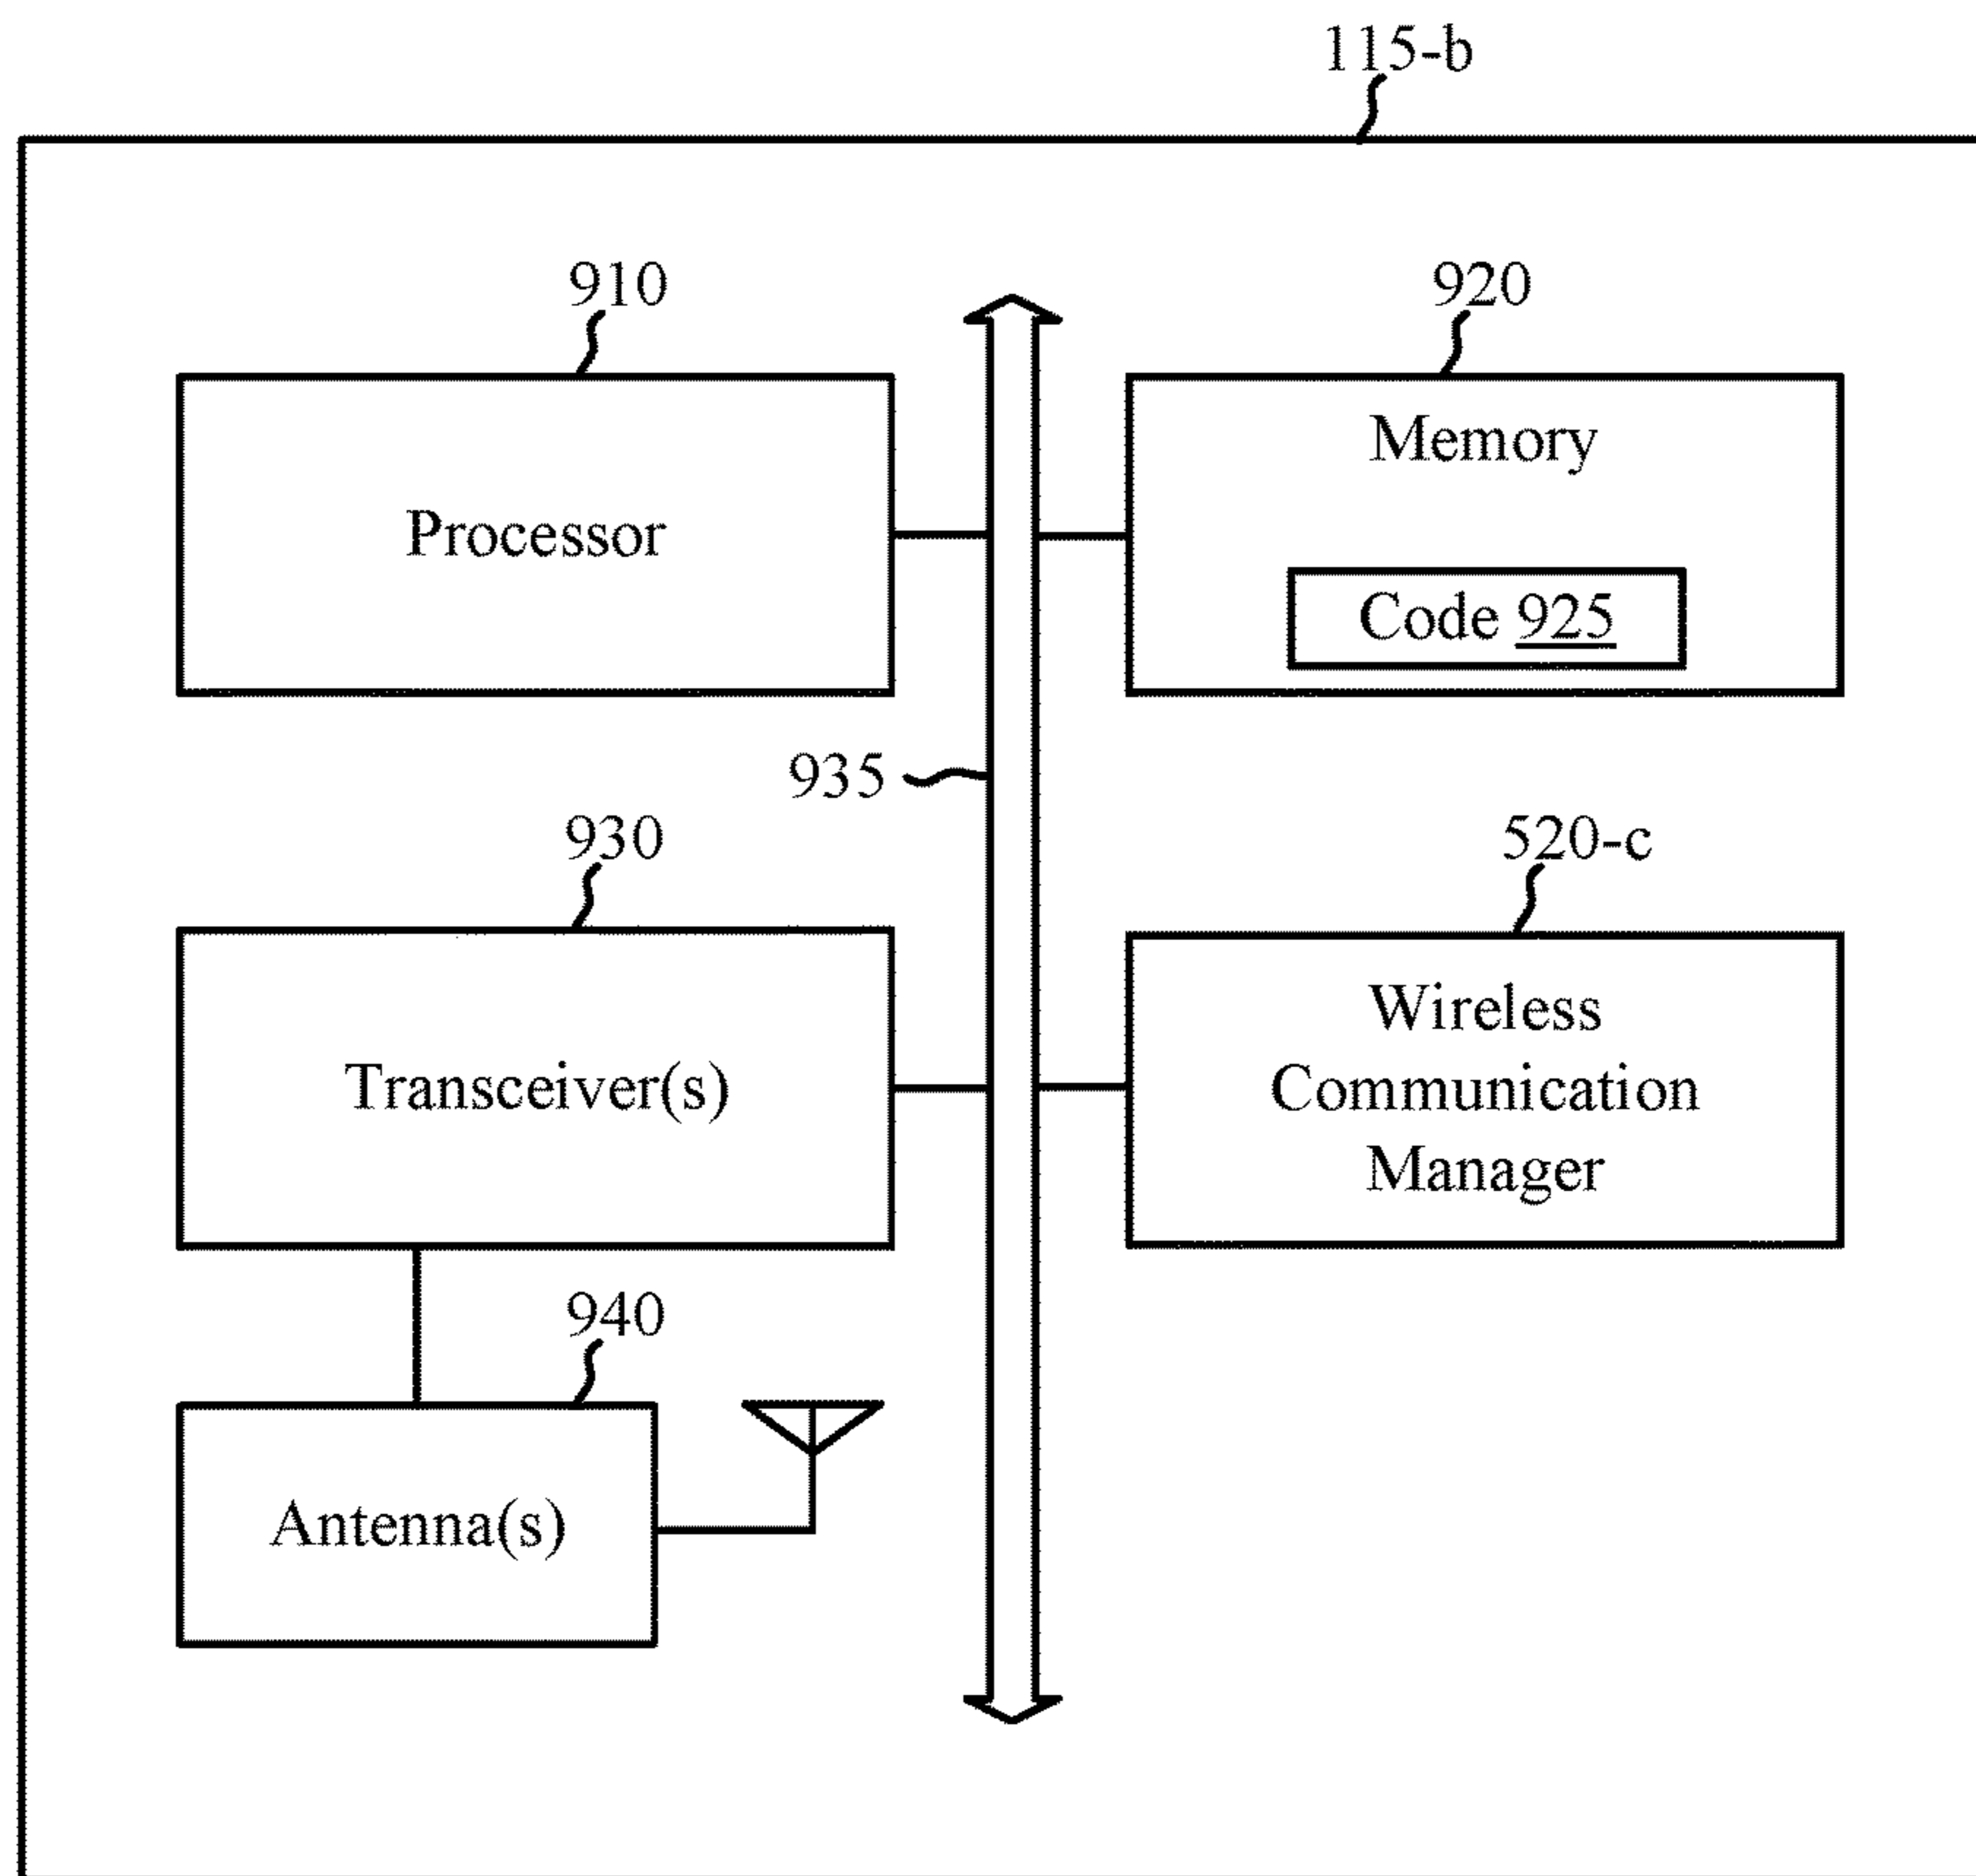 115-b
910
920
Processor
Memory
Code 925
935
930
520-c
Transceiver(s)
Wireless
Communication
Manager
940
Antenna(s)